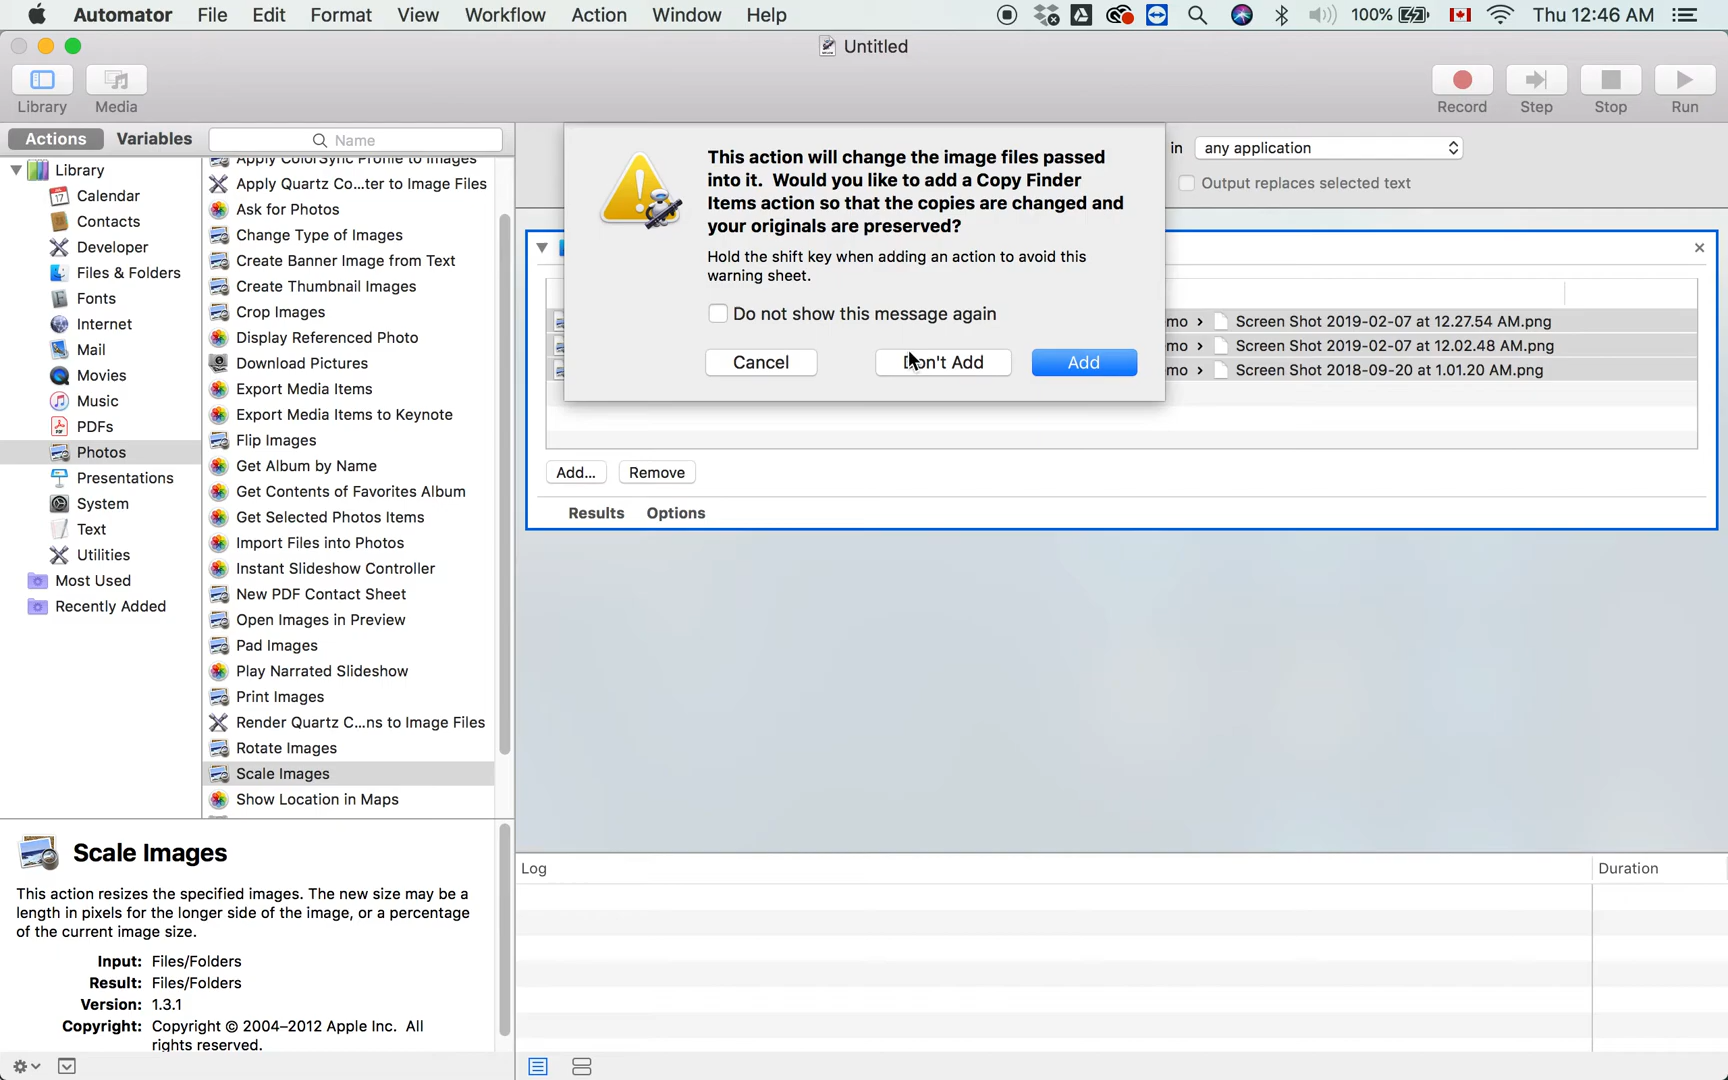 Automator File Edit Format View Workflow Action Window Help 100% Thu 12:46 AM
Untitled
Library Media Record Step Stop Run
Actions Variables Name
in any application
Output replaces selected text
This action will change the image files passed
into it. Would you like to add a Copy Finder
Items action so that the copies are changed and
your originals are preserved?
Hold the shift key when adding an action to avoid this
warning sheet.
Do not show this message again
Cancel Don't Add Add
Library
Calendar
Contacts
Developer
Files & Folders
Fonts
Internet
Mail
Movies
Music
PDFs
Photos
Presentations
System
Text
Utilities
Most Used
Recently Added
Apply ColorSync Profile to Images
Apply Quartz Co...ter to Image Files
Ask for Photos
Change Type of Images
Create Banner Image from Text
Create Thumbnail Images
Crop Images
Display Referenced Photo
Download Pictures
Export Media Items
Export Media Items to Keynote
Flip Images
Get Album by Name
Get Contents of Favorites Album
Get Selected Photos Items
Import Files into Photos
Instant Slideshow Controller
New PDF Contact Sheet
Open Images in Preview
Pad Images
Play Narrated Slideshow
Print Images
Render Quartz C...ns to Image Files
Rotate Images
Scale Images
Show Location in Maps
mo › Screen Shot 2019-02-07 at 12.27.54 AM.png
mo › Screen Shot 2019-02-07 at 12.02.48 AM.png
mo › Screen Shot 2018-09-20 at 1.01.20 AM.png
Add... Remove
Results Options
Log Duration
Scale Images
This action resizes the specified images. The new size may be a
length in pixels for the longer side of the image, or a percentage
of the current image size.
Input: Files/Folders
Result: Files/Folders
Version: 1.3.1
Copyright: Copyright © 2004–2012 Apple Inc. All
rights reserved.